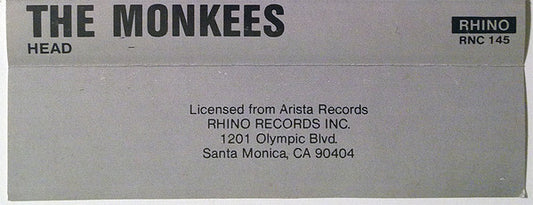 THE MONKEES
HEAD
RHINO
RNC 145
Licensed from Arista Records
RHINO RECORDS INC.
1201 Olympic Blvd.
Santa Monica, CA 90404